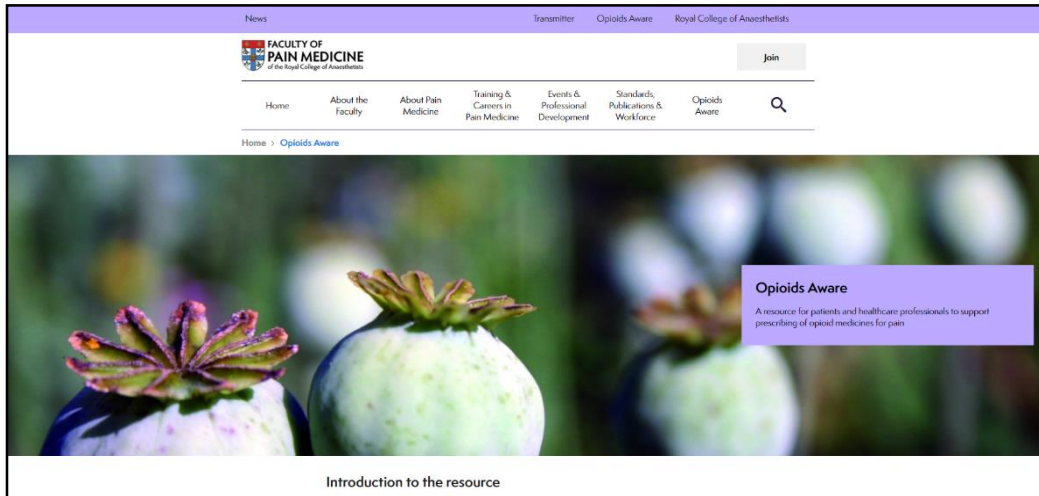 News Transmitter Opioids Aware Royal College of Anaesthetists
FACULTY OF
PAIN MEDICINE
of the Royal College of Anaesthetists
Join
Home
About the
Faculty
About Pain
Medicine
Training &
Careers in
Pain Medicine
Events &
Professional
Development
Standards,
Publications &
Workforce
Opioids
Aware
Home > Opioids Aware
Opioids Aware
A resource for patients and healthcare professionals to support
prescribing of opioid medicines for pain
Introduction to the resource